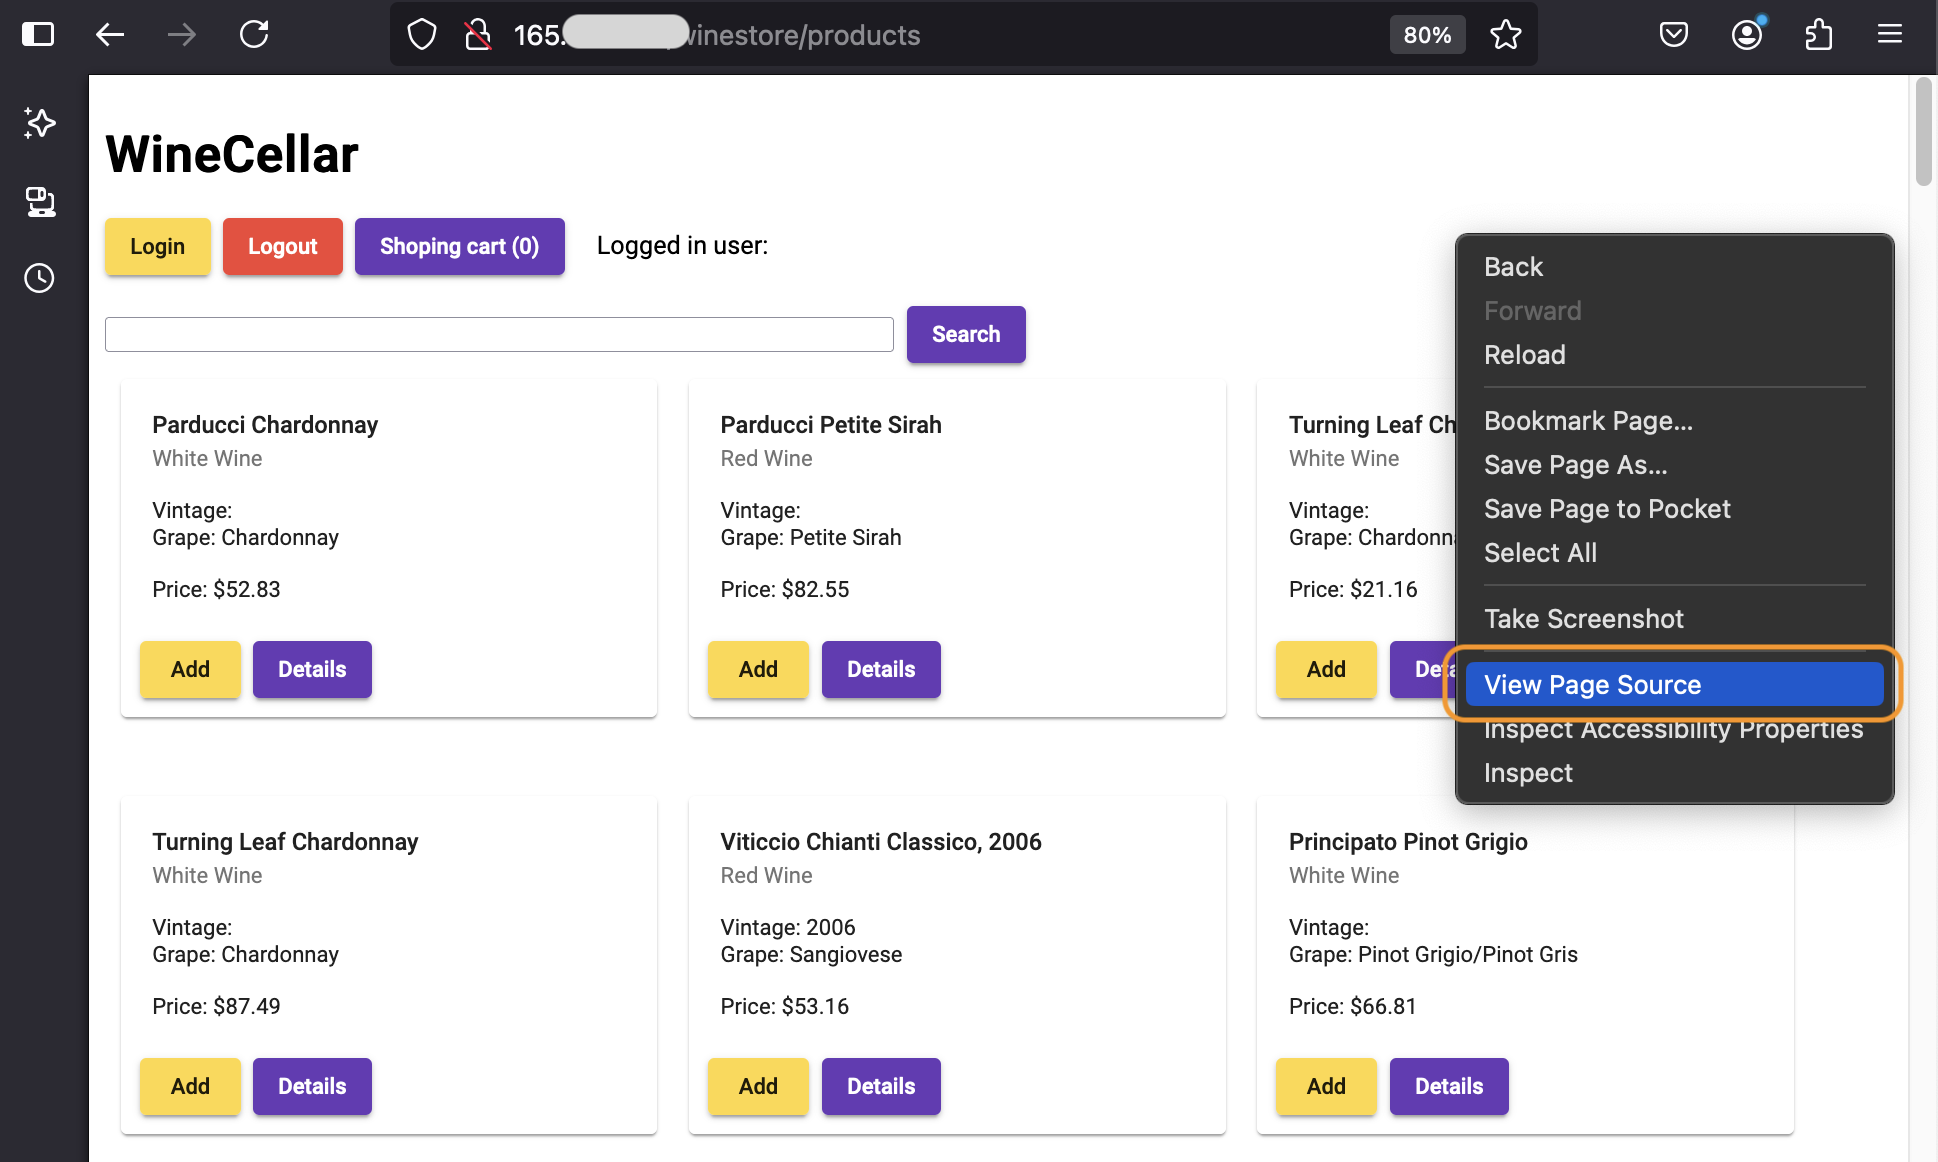 165. winestore/products 80%
WineCellar
Login Logout Shoping cart (0) Logged in user:
Search
Parducci Chardonnay
White Wine
Vintage:
Grape: Chardonnay
Price: $52.83
Add Details
Parducci Petite Sirah
Red Wine
Vintage:
Grape: Petite Sirah
Price: $82.55
Add Details
Turning Leaf Ch
White Wine
Vintage:
Grape: Chardonn
Price: $21.16
Add Deta
Back
Forward
Reload
Bookmark Page...
Save Page As...
Save Page to Pocket
Select All
Take Screenshot
View Page Source
Inspect Accessibility Properties
Inspect
Turning Leaf Chardonnay
White Wine
Vintage:
Grape: Chardonnay
Price: $87.49
Add Details
Viticcio Chianti Classico, 2006
Red Wine
Vintage: 2006
Grape: Sangiovese
Price: $53.16
Add Details
Principato Pinot Grigio
White Wine
Vintage:
Grape: Pinot Grigio/Pinot Gris
Price: $66.81
Add Details